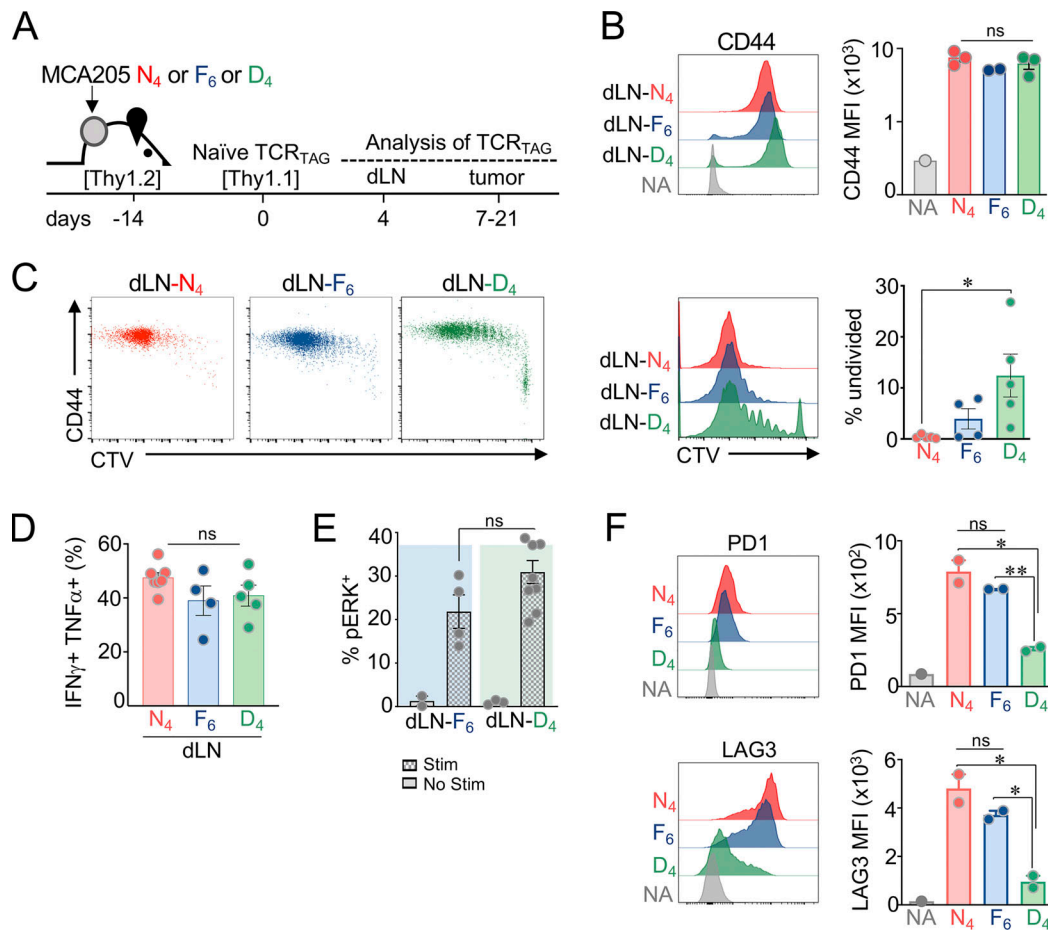 A
MCA205 N4 or F6 or D4
Naïve TCRTAG
Analysis of TCRTAG
[Thy1.2]
[Thy1.1]
dLN
tumor
days
-14
0
4
7-21
B
CD44
dLN-N4
dLN-F6
dLN-D4
NA
CD44 MFI (x10³)
ns
10
1
0
NA
N4
F6
D4
C
dLN-N4
dLN-F6
dLN-D4
CD44
CTV
dLN-N4
dLN-F6
dLN-D4
CTV
% undivided
*
30
20
10
0
N4
F6
D4
D
IFNγ+ TNFα+ (%)
ns
60
40
20
0
N4
F6
D4
dLN
E
% pERK+
ns
40
30
20
10
0
dLN-F6
dLN-D4
Stim
No Stim
F
PD1
N4
F6
D4
NA
PD1 MFI (x10²)
ns
*
**
10
5
0
NA
N4
F6
D4
LAG3
N4
F6
D4
NA
LAG3 MFI (x10³)
ns
*
*
6
4
2
0
NA
N4
F6
D4